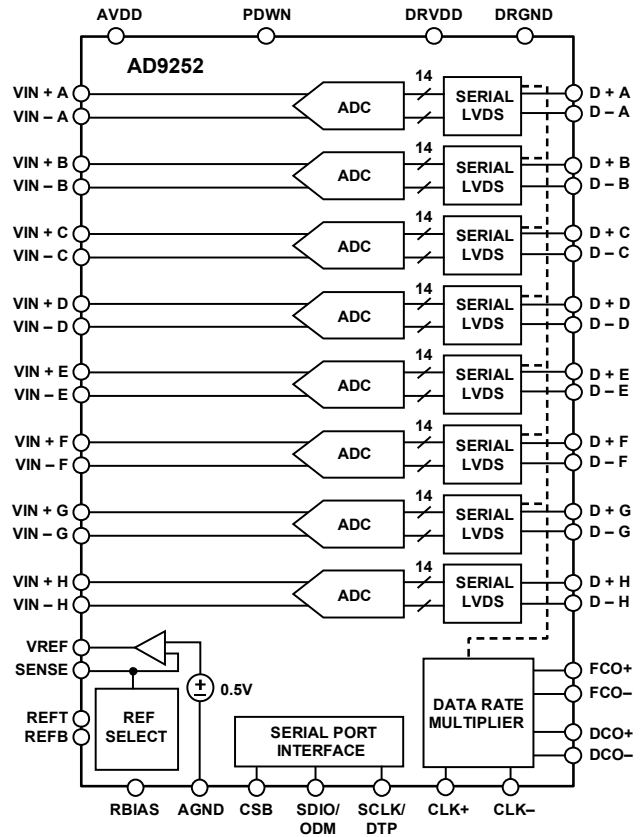 AVDD PDWN DRVDD DRGND
AD9252
VIN + A ADC 14 SERIAL LVDS D + A
VIN – A D – A
VIN + B ADC 14 SERIAL LVDS D + B
VIN – B D – B
VIN + C ADC 14 SERIAL LVDS D + C
VIN – C D – C
VIN + D ADC 14 SERIAL LVDS D + D
VIN – D D – D
VIN + E ADC 14 SERIAL LVDS D + E
VIN – E D – E
VIN + F ADC 14 SERIAL LVDS D + F
VIN – F D – F
VIN + G ADC 14 SERIAL LVDS D + G
VIN – G D – G
VIN + H ADC 14 SERIAL LVDS D + H
VIN – H D – H
VREF
SENSE
REFT
REFB
REF
SELECT
+
–
0.5V
SERIAL PORT
INTERFACE
DATA RATE
MULTIPLIER
FCO+
FCO–
DCO+
DCO–
RBIAS AGND CSB SDIO/ SCLK/ CLK+ CLK–
ODM DTP